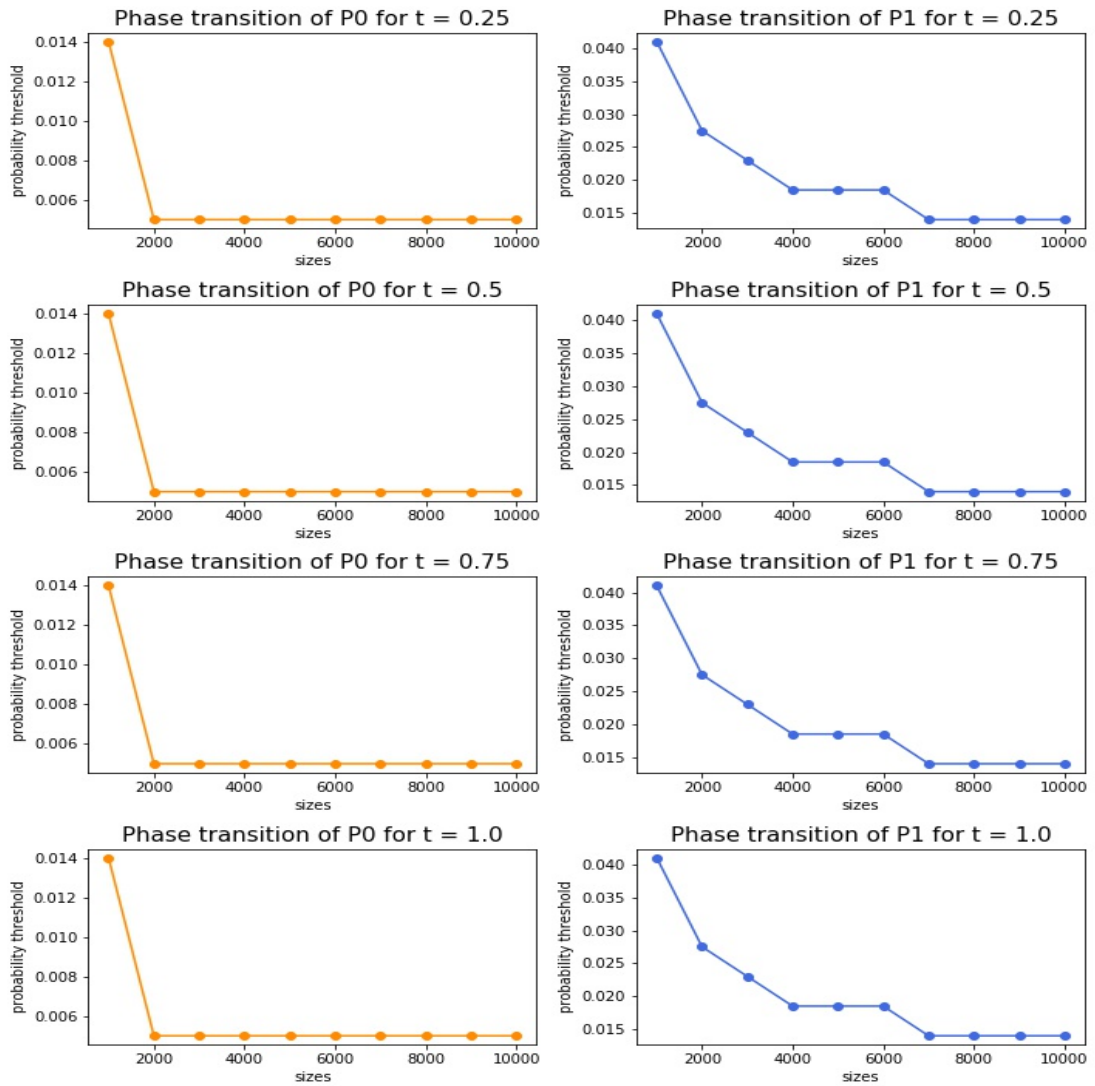 Phase transition of P0 for t = 0.25
0.014
0.012
0.010
0.008
0.006
probability threshold
2000 4000 6000 8000 10000
sizes
Phase transition of P1 for t = 0.25
0.040
0.035
0.030
0.025
0.020
0.015
probability threshold
2000 4000 6000 8000 10000
sizes
Phase transition of P0 for t = 0.5
0.014
0.012
0.010
0.008
0.006
probability threshold
2000 4000 6000 8000 10000
sizes
Phase transition of P1 for t = 0.5
0.040
0.035
0.030
0.025
0.020
0.015
probability threshold
2000 4000 6000 8000 10000
sizes
Phase transition of P0 for t = 0.75
0.014
0.012
0.010
0.008
0.006
probability threshold
2000 4000 6000 8000 10000
sizes
Phase transition of P1 for t = 0.75
0.040
0.035
0.030
0.025
0.020
0.015
probability threshold
2000 4000 6000 8000 10000
sizes
Phase transition of P0 for t = 1.0
0.014
0.012
0.010
0.008
0.006
probability threshold
2000 4000 6000 8000 10000
sizes
Phase transition of P1 for t = 1.0
0.040
0.035
0.030
0.025
0.020
0.015
probability threshold
2000 4000 6000 8000 10000
sizes